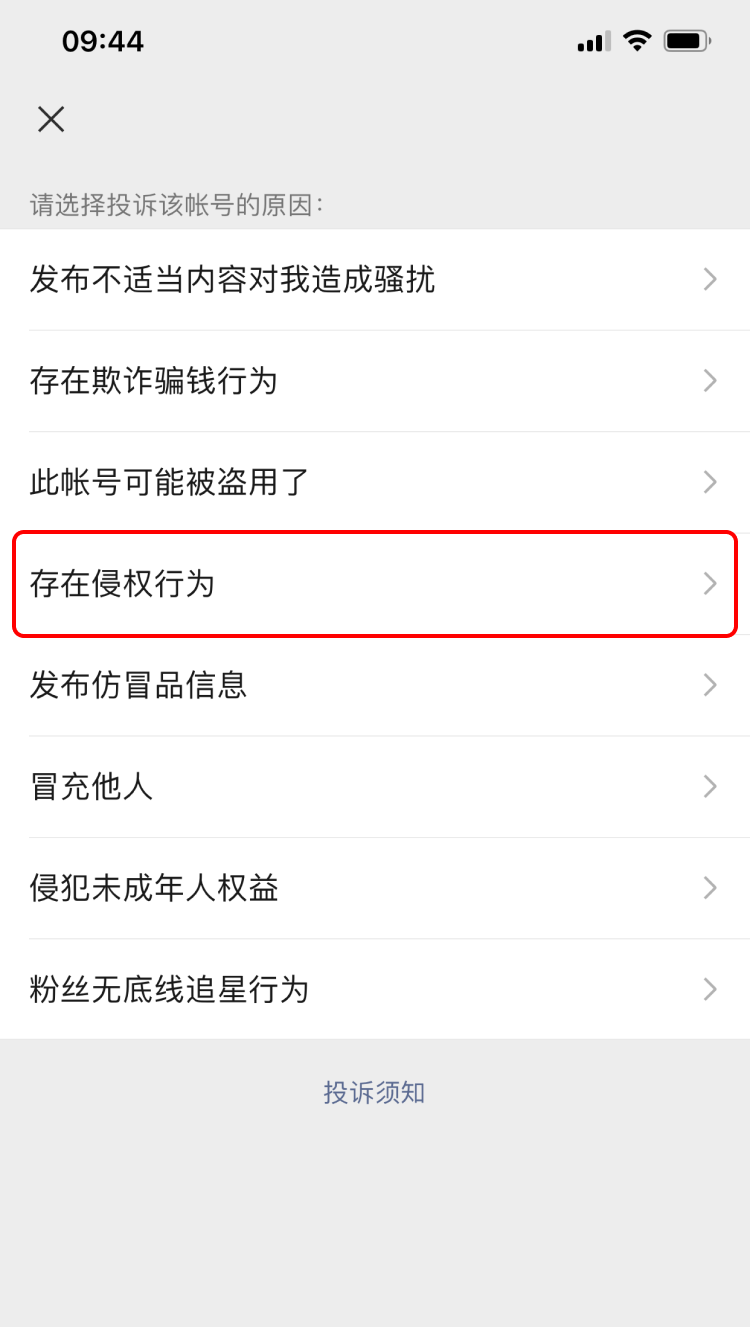 09:44
请选择投诉该帐号的原因：
发布不适当内容对我造成骚扰
存在欺诈骗钱行为
此帐号可能被盗用了
存在侵权行为
发布仿冒品信息
冒充他人
侵犯未成年人权益
粉丝无底线追星行为
投诉须知